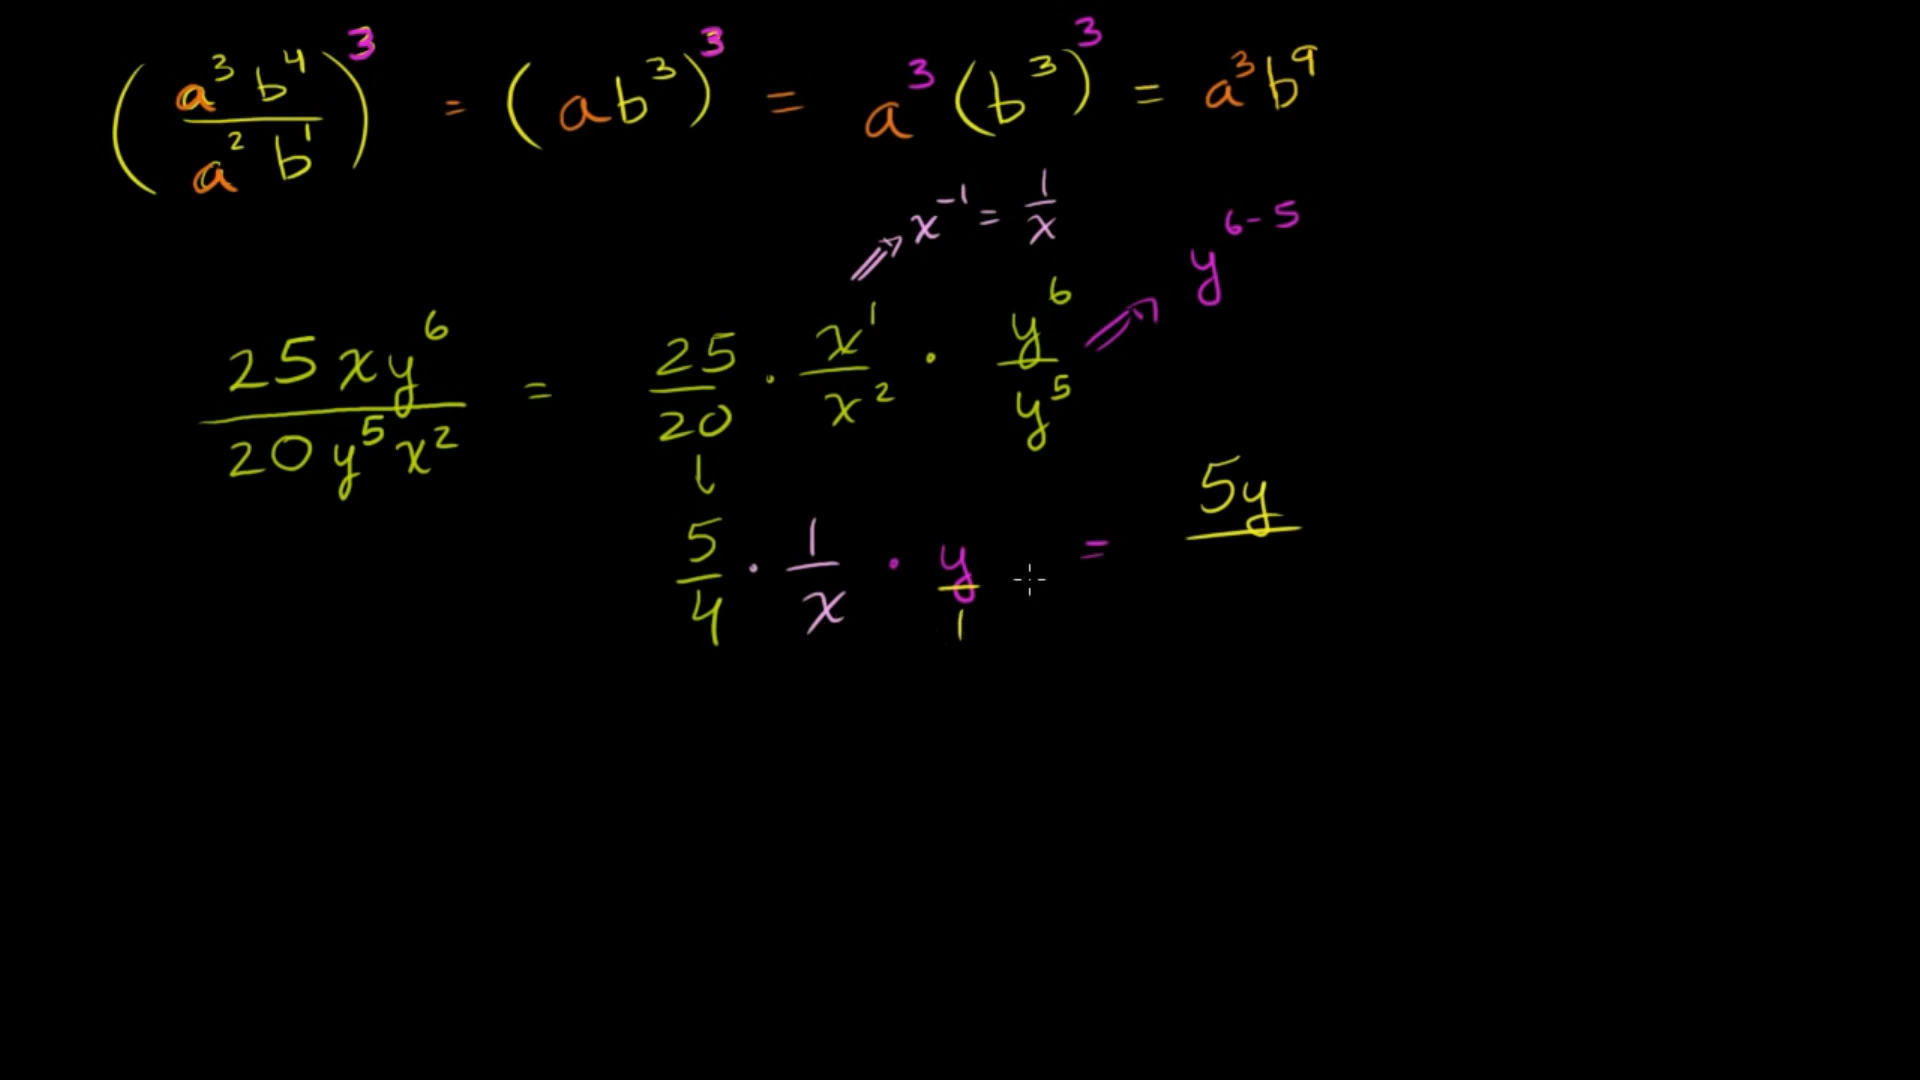 (a³b⁴/a²b¹)³ = (ab³)³ = a³(b³)³ = a³b⁹
x⁻¹ = 1/x
y⁶⁻⁵
25xy⁶/20y⁵x² = 25/20 · x¹/x² · y⁶/y⁵
5/4 · 1/x · y/1 = 5y/